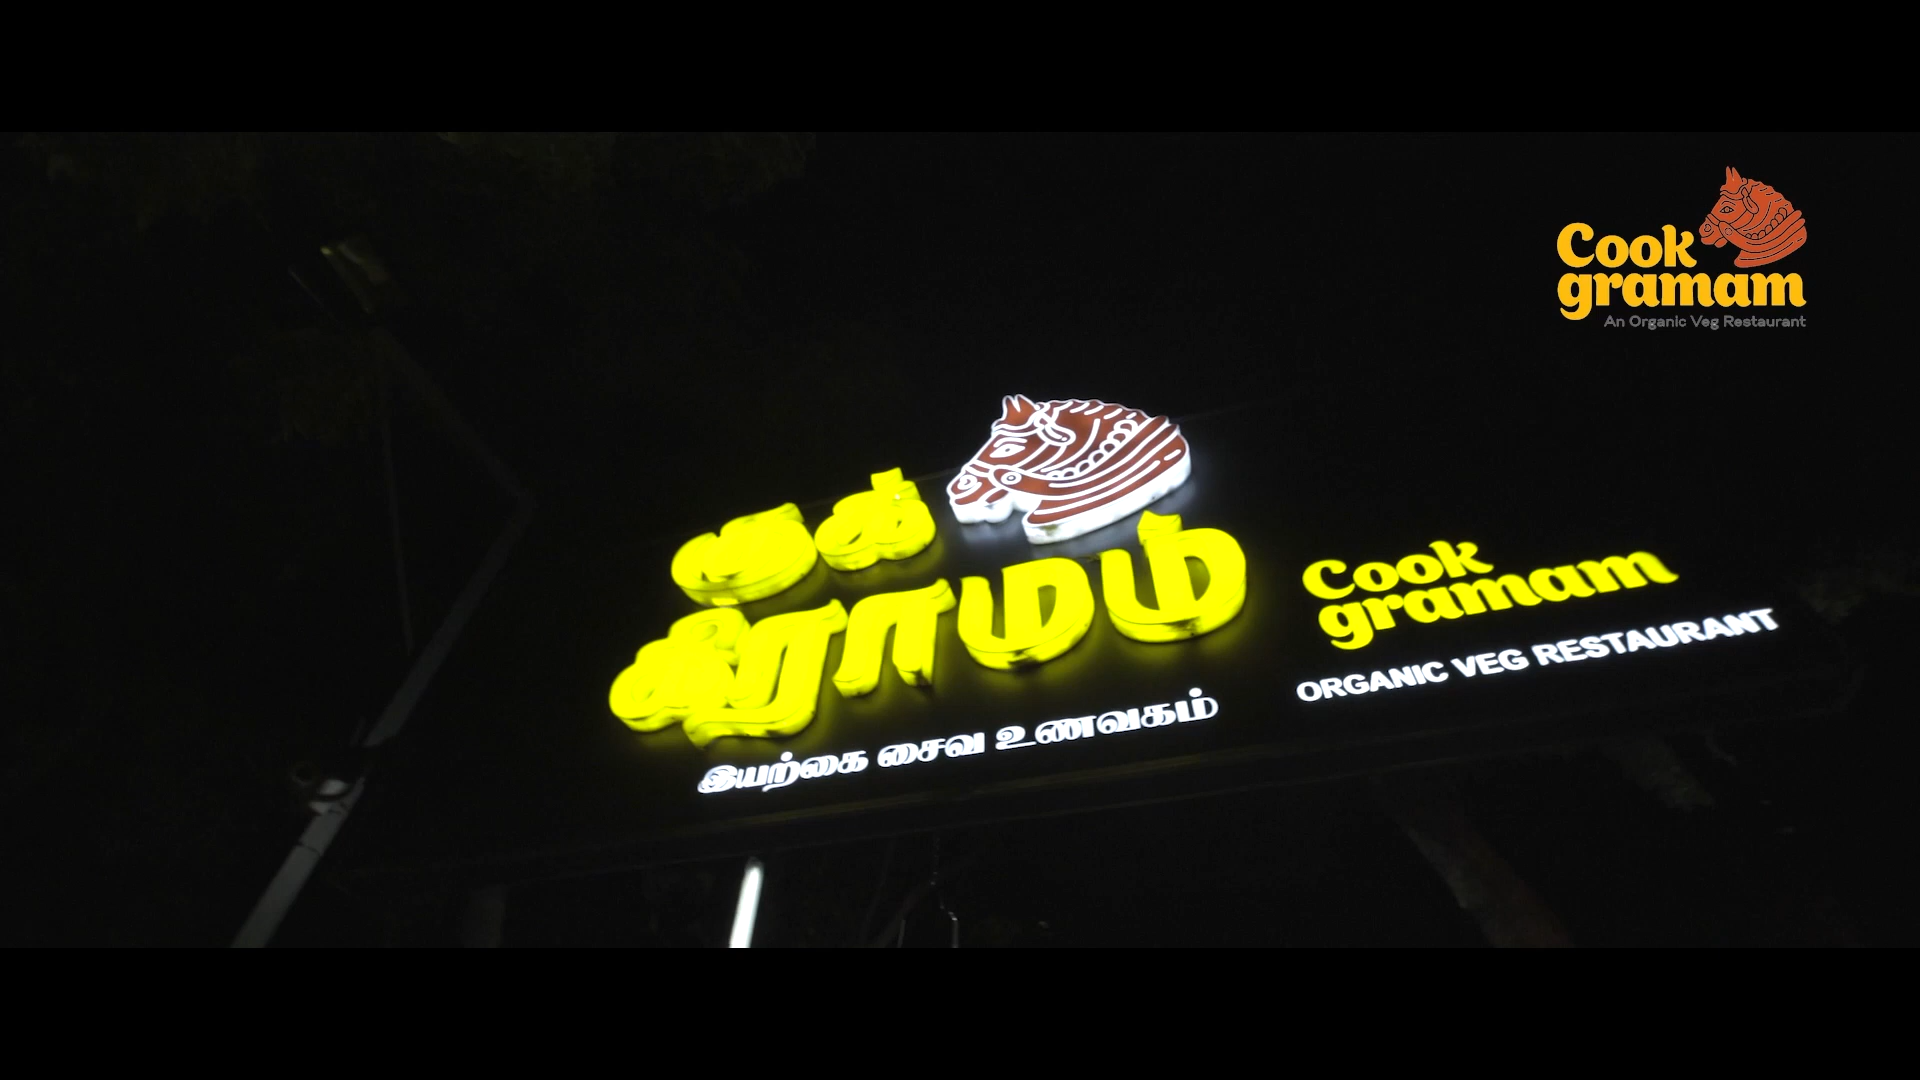 Cook
gramam
An Organic Veg Restaurant
குக்
கிராமம்
இயற்கை சைவ உணவகம்
Cook
gramam
ORGANIC VEG RESTAURANT